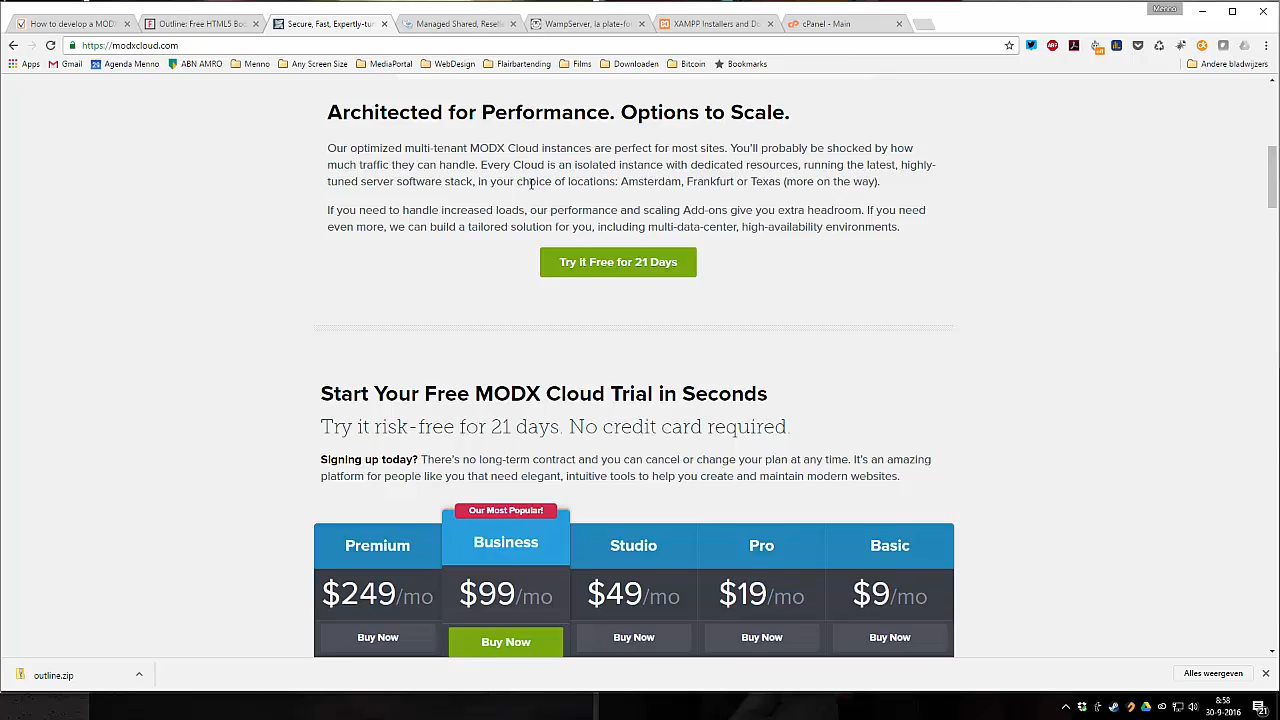 Menno
How to develop a MODX
Outline: Free HTML5 Boo
Secure, Fast, Expertly-tun
Managed Shared, Resell
WampServer, la plate-for
XAMPP Installers and Do
cPanel - Main
https://modxcloud.com
Apps
Gmail
Agenda Menno
ABN AMRO
Menno
Any Screen Size
MediaPortal
WebDesign
Flairbartending
Films
Downloaden
Bitcoin
Bookmarks
Andere bladwijzers
Architected for Performance. Options to Scale.
Our optimized multi-tenant MODX Cloud instances are perfect for most sites. You'll probably be shocked by how
much traffic they can handle. Every Cloud is an isolated instance with dedicated resources, running the latest, highly-
tuned server software stack, in your choice of locations: Amsterdam, Frankfurt or Texas (more on the way).
If you need to handle increased loads, our performance and scaling Add-ons give you extra headroom. If you need
even more, we can build a tailored solution for you, including multi-data-center, high-availability environments.
Try it Free for 21 Days
Start Your Free MODX Cloud Trial in Seconds
Try it risk-free for 21 days. No credit card required.
Signing up today? There's no long-term contract and you can cancel or change your plan at any time. It's an amazing
platform for people like you that need elegant, intuitive tools to help you create and maintain modern websites.
Our Most Popular!
Premium Business Studio Pro Basic
$249/mo $99/mo $49/mo $19/mo $9/mo
Buy Now Buy Now Buy Now Buy Now Buy Now
outline.zip
Alles weergeven
8:58
30-9-2016